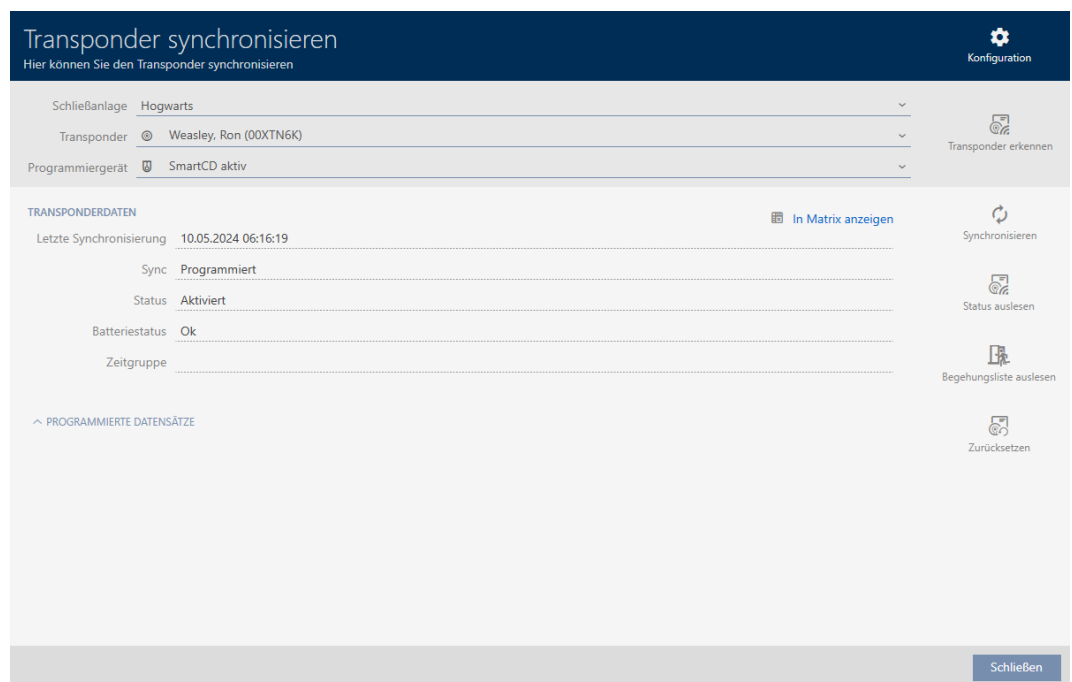 Transponder synchronisieren
Hier können Sie den Transponder synchronisieren
Konfiguration
Schließanlage Hogwarts
Transponder Weasley, Ron (00XTN6K)
Programmiergerät SmartCD aktiv
Transponder erkennen
TRANSPONDERDATEN
In Matrix anzeigen
Letzte Synchronisierung 10.05.2024 06:16:19
Sync Programmiert
Status Aktiviert
Batteriestatus Ok
Zeitgruppe
PROGRAMMIERTE DATENSÄTZE
Synchronisieren
Status auslesen
Begehungsliste auslesen
Zurücksetzen
Schließen